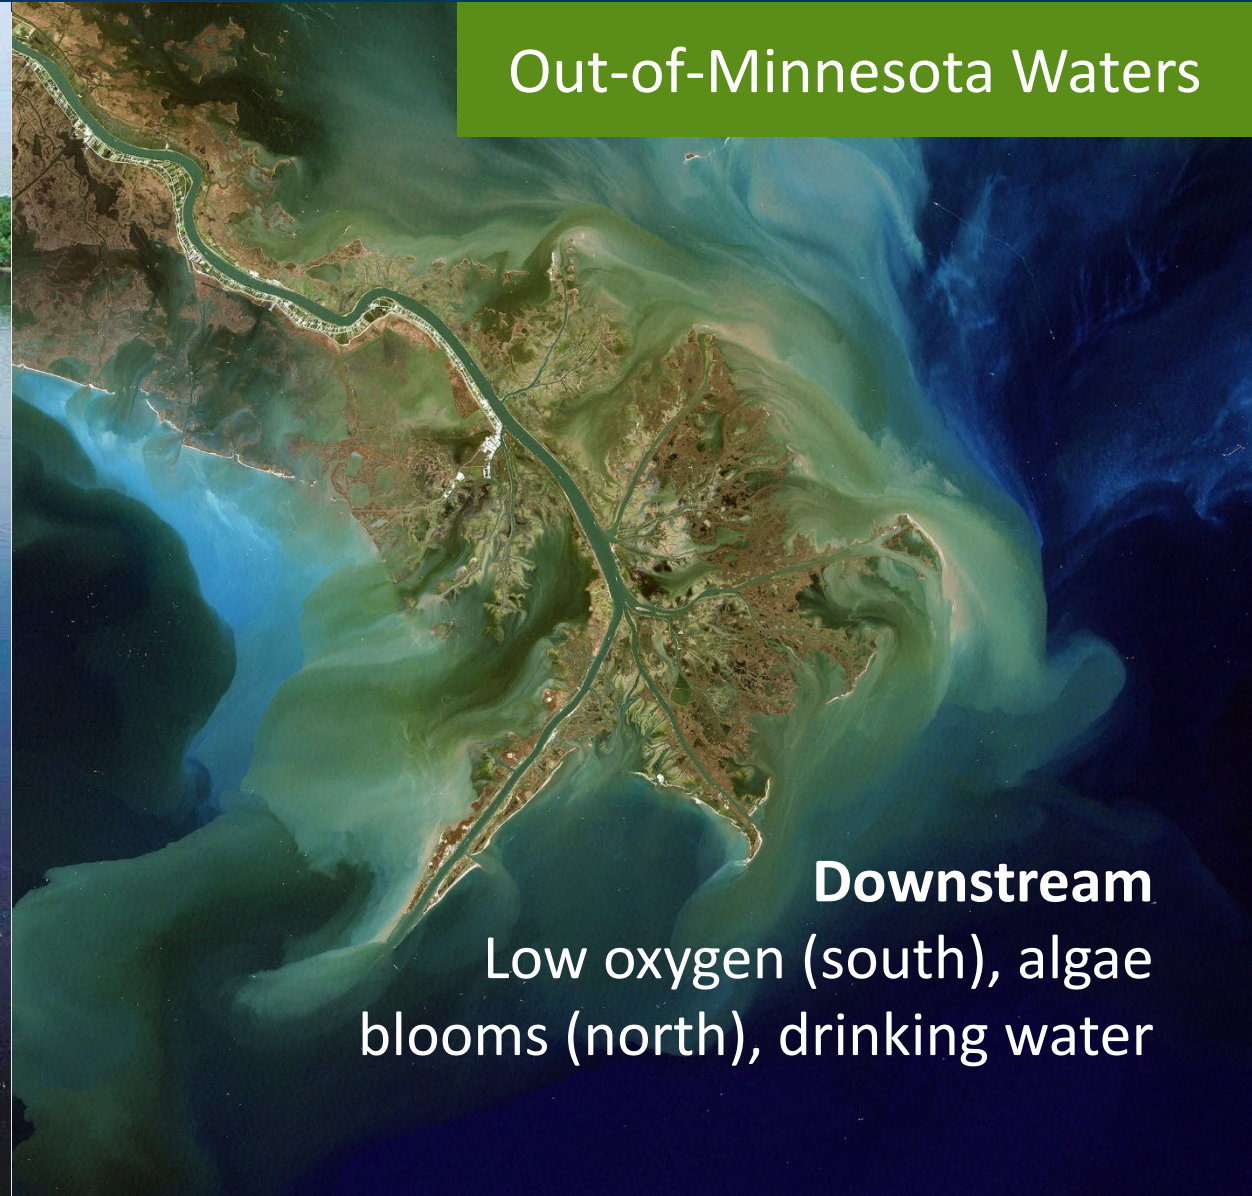 Out-of-Minnesota Waters
Downstream
Low oxygen (south), algae
blooms (north), drinking water